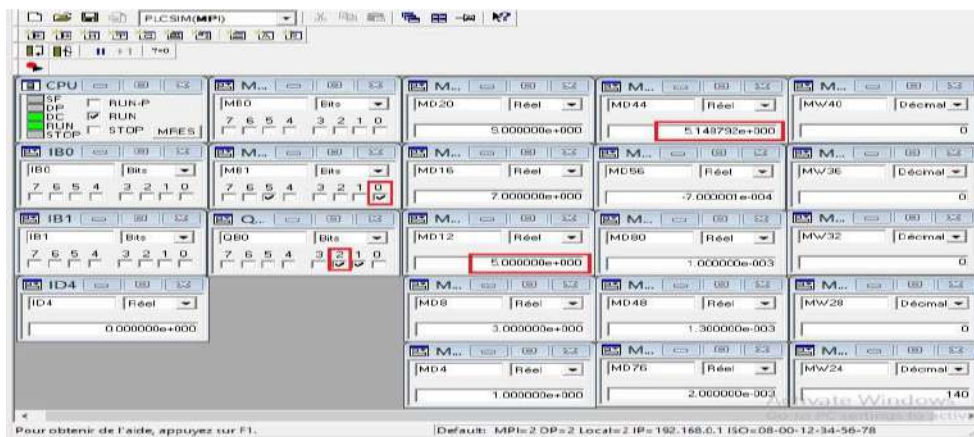 PLCSIM(MPI)
CPU
SF
DP
DC
RUN
STOP
RUN-P
RUN
STOP
MRES
M...
MB0
Bits
7 6 5 4 3 2 1 0
M...
MD20
Réel
9.000000e+000
M...
MD44
Réel
5.148792e+000
M...
MW40
Décimal
0
IB0
IB0
Bits
7 6 5 4 3 2 1 0
M...
MB1
Bits
7 6 5 4 3 2 1 0
M...
MD16
Réel
7.000000e+000
M...
MD56
Réel
-7.000001e-004
M...
MW36
Décimal
0
IB1
IB1
Bits
7 6 5 4 3 2 1 0
Q...
QB0
Bits
7 6 5 4 3 2 1 0
M...
MD12
Réel
5.000000e+000
M...
MD80
Réel
1.000000e-003
M...
MW32
Décimal
0
ID4
ID4
Réel
0.000000e+000
M...
MD8
Réel
3.000000e+000
M...
MD48
Réel
1.300000e-003
M...
MW28
Décimal
0
M...
MD4
Réel
1.000000e+000
M...
MD76
Réel
2.000000e-003
M...
MW24
Décimal
140
Activate Windows
Go to PC settings to activ
Pour obtenir de l'aide, appuyez sur F1.
Default: MPI=2 DP=2 Local=2 IP=192.168.0.1 ISO=08-00-12-34-56-78